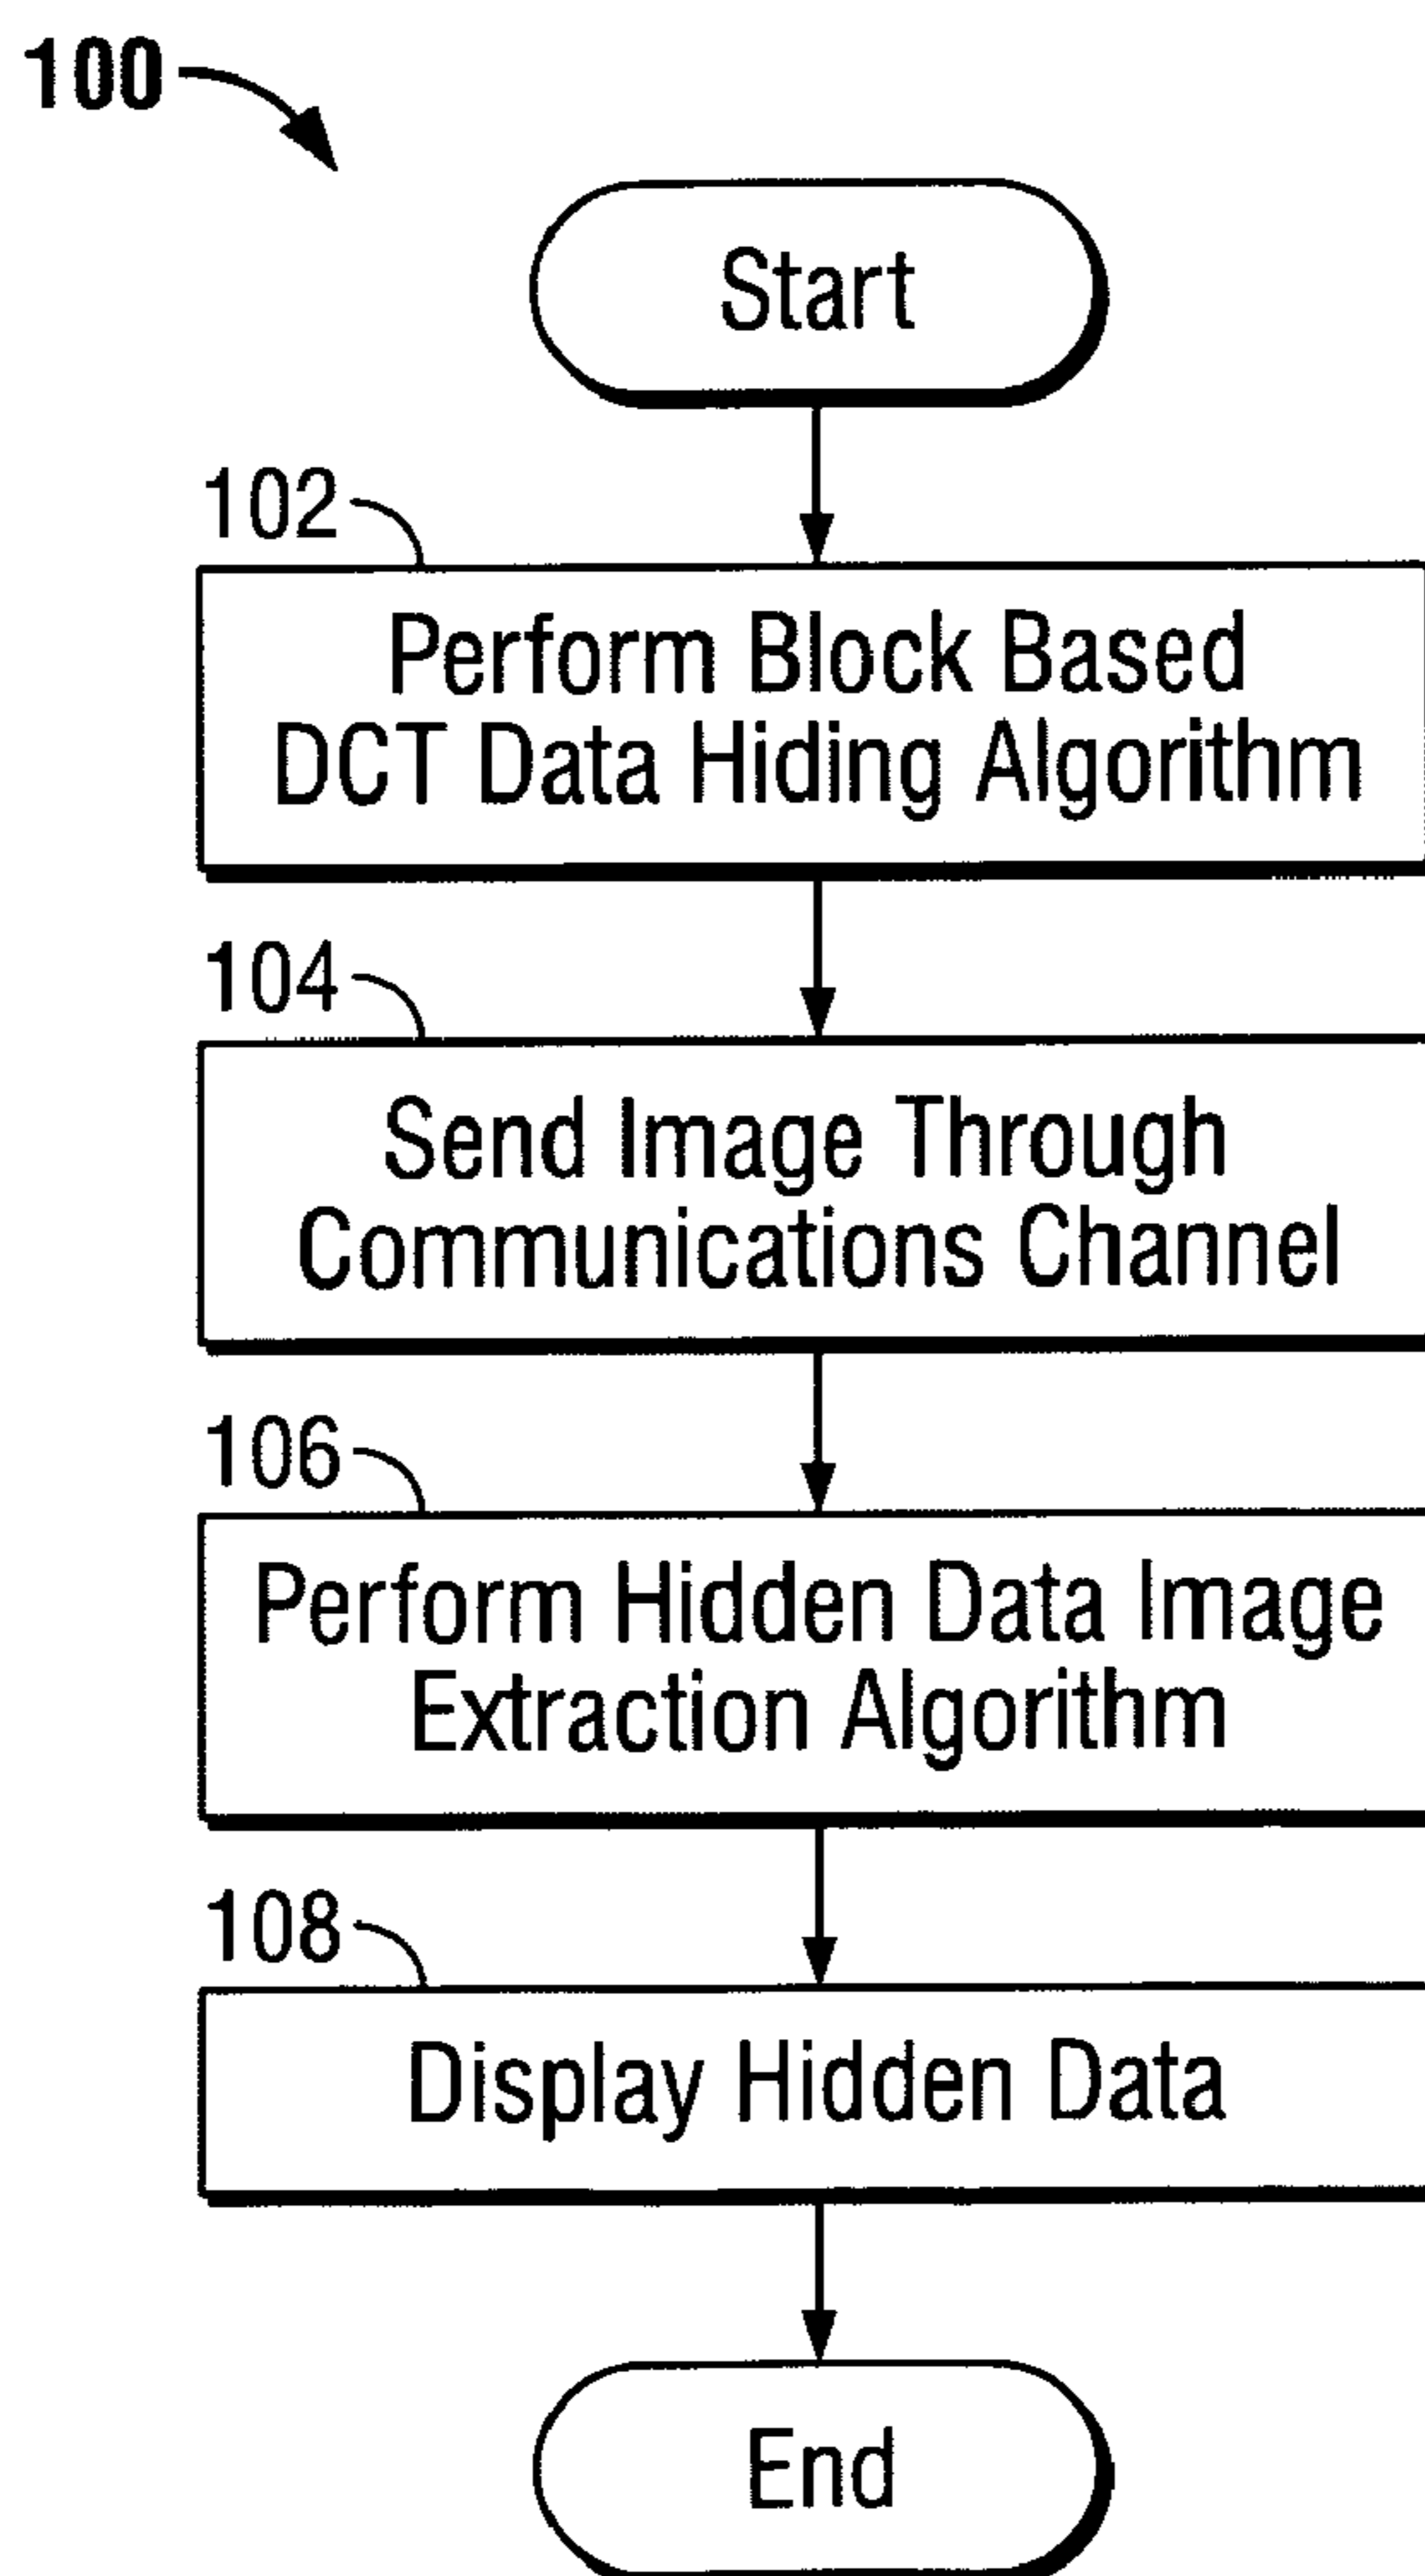 100
Start
102
Perform Block Based
DCT Data Hiding Algorithm
104
Send Image Through
Communications Channel
106
Perform Hidden Data Image
Extraction Algorithm
108
Display Hidden Data
End